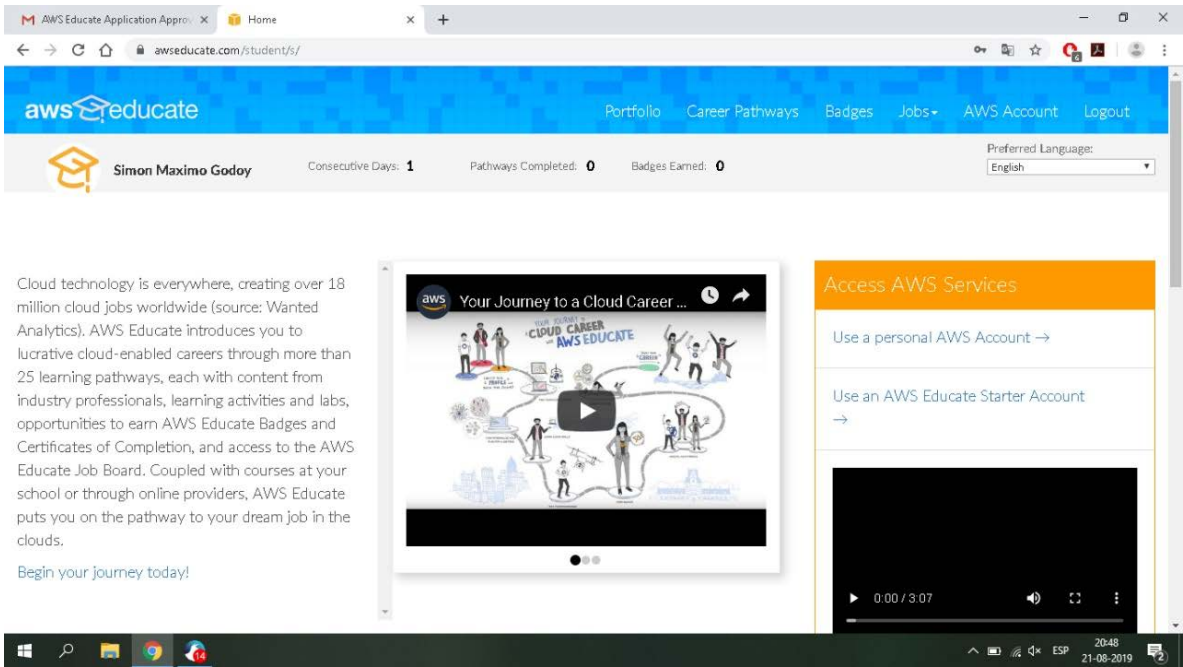 AWS Educate Application Approv
Home
awseducate.com/student/s/
aws educate
Portfolio Career Pathways Badges Jobs AWS Account Logout
Simon Maximo Godoy
Consecutive Days: 1
Pathways Completed: 0
Badges Earned: 0
Preferred Language:
English
Cloud technology is everywhere, creating over 18
million cloud jobs worldwide (source: Wanted
Analytics). AWS Educate introduces you to
lucrative cloud-enabled careers through more than
25 learning pathways, each with content from
industry professionals, learning activities and labs,
opportunities to earn AWS Educate Badges and
Certificates of Completion, and access to the AWS
Educate Job Board. Coupled with courses at your
school or through online providers, AWS Educate
puts you on the pathway to your dream job in the
clouds.
Begin your journey today!
aws
Your Journey to a Cloud Career ...
YOUR JOURNEY to a
CLOUD CAREER
with AWS EDUCATE
Access AWS Services
Use a personal AWS Account →
Use an AWS Educate Starter Account
→
0:00 / 3:07
14
ESP
20:48
21-08-2019
2